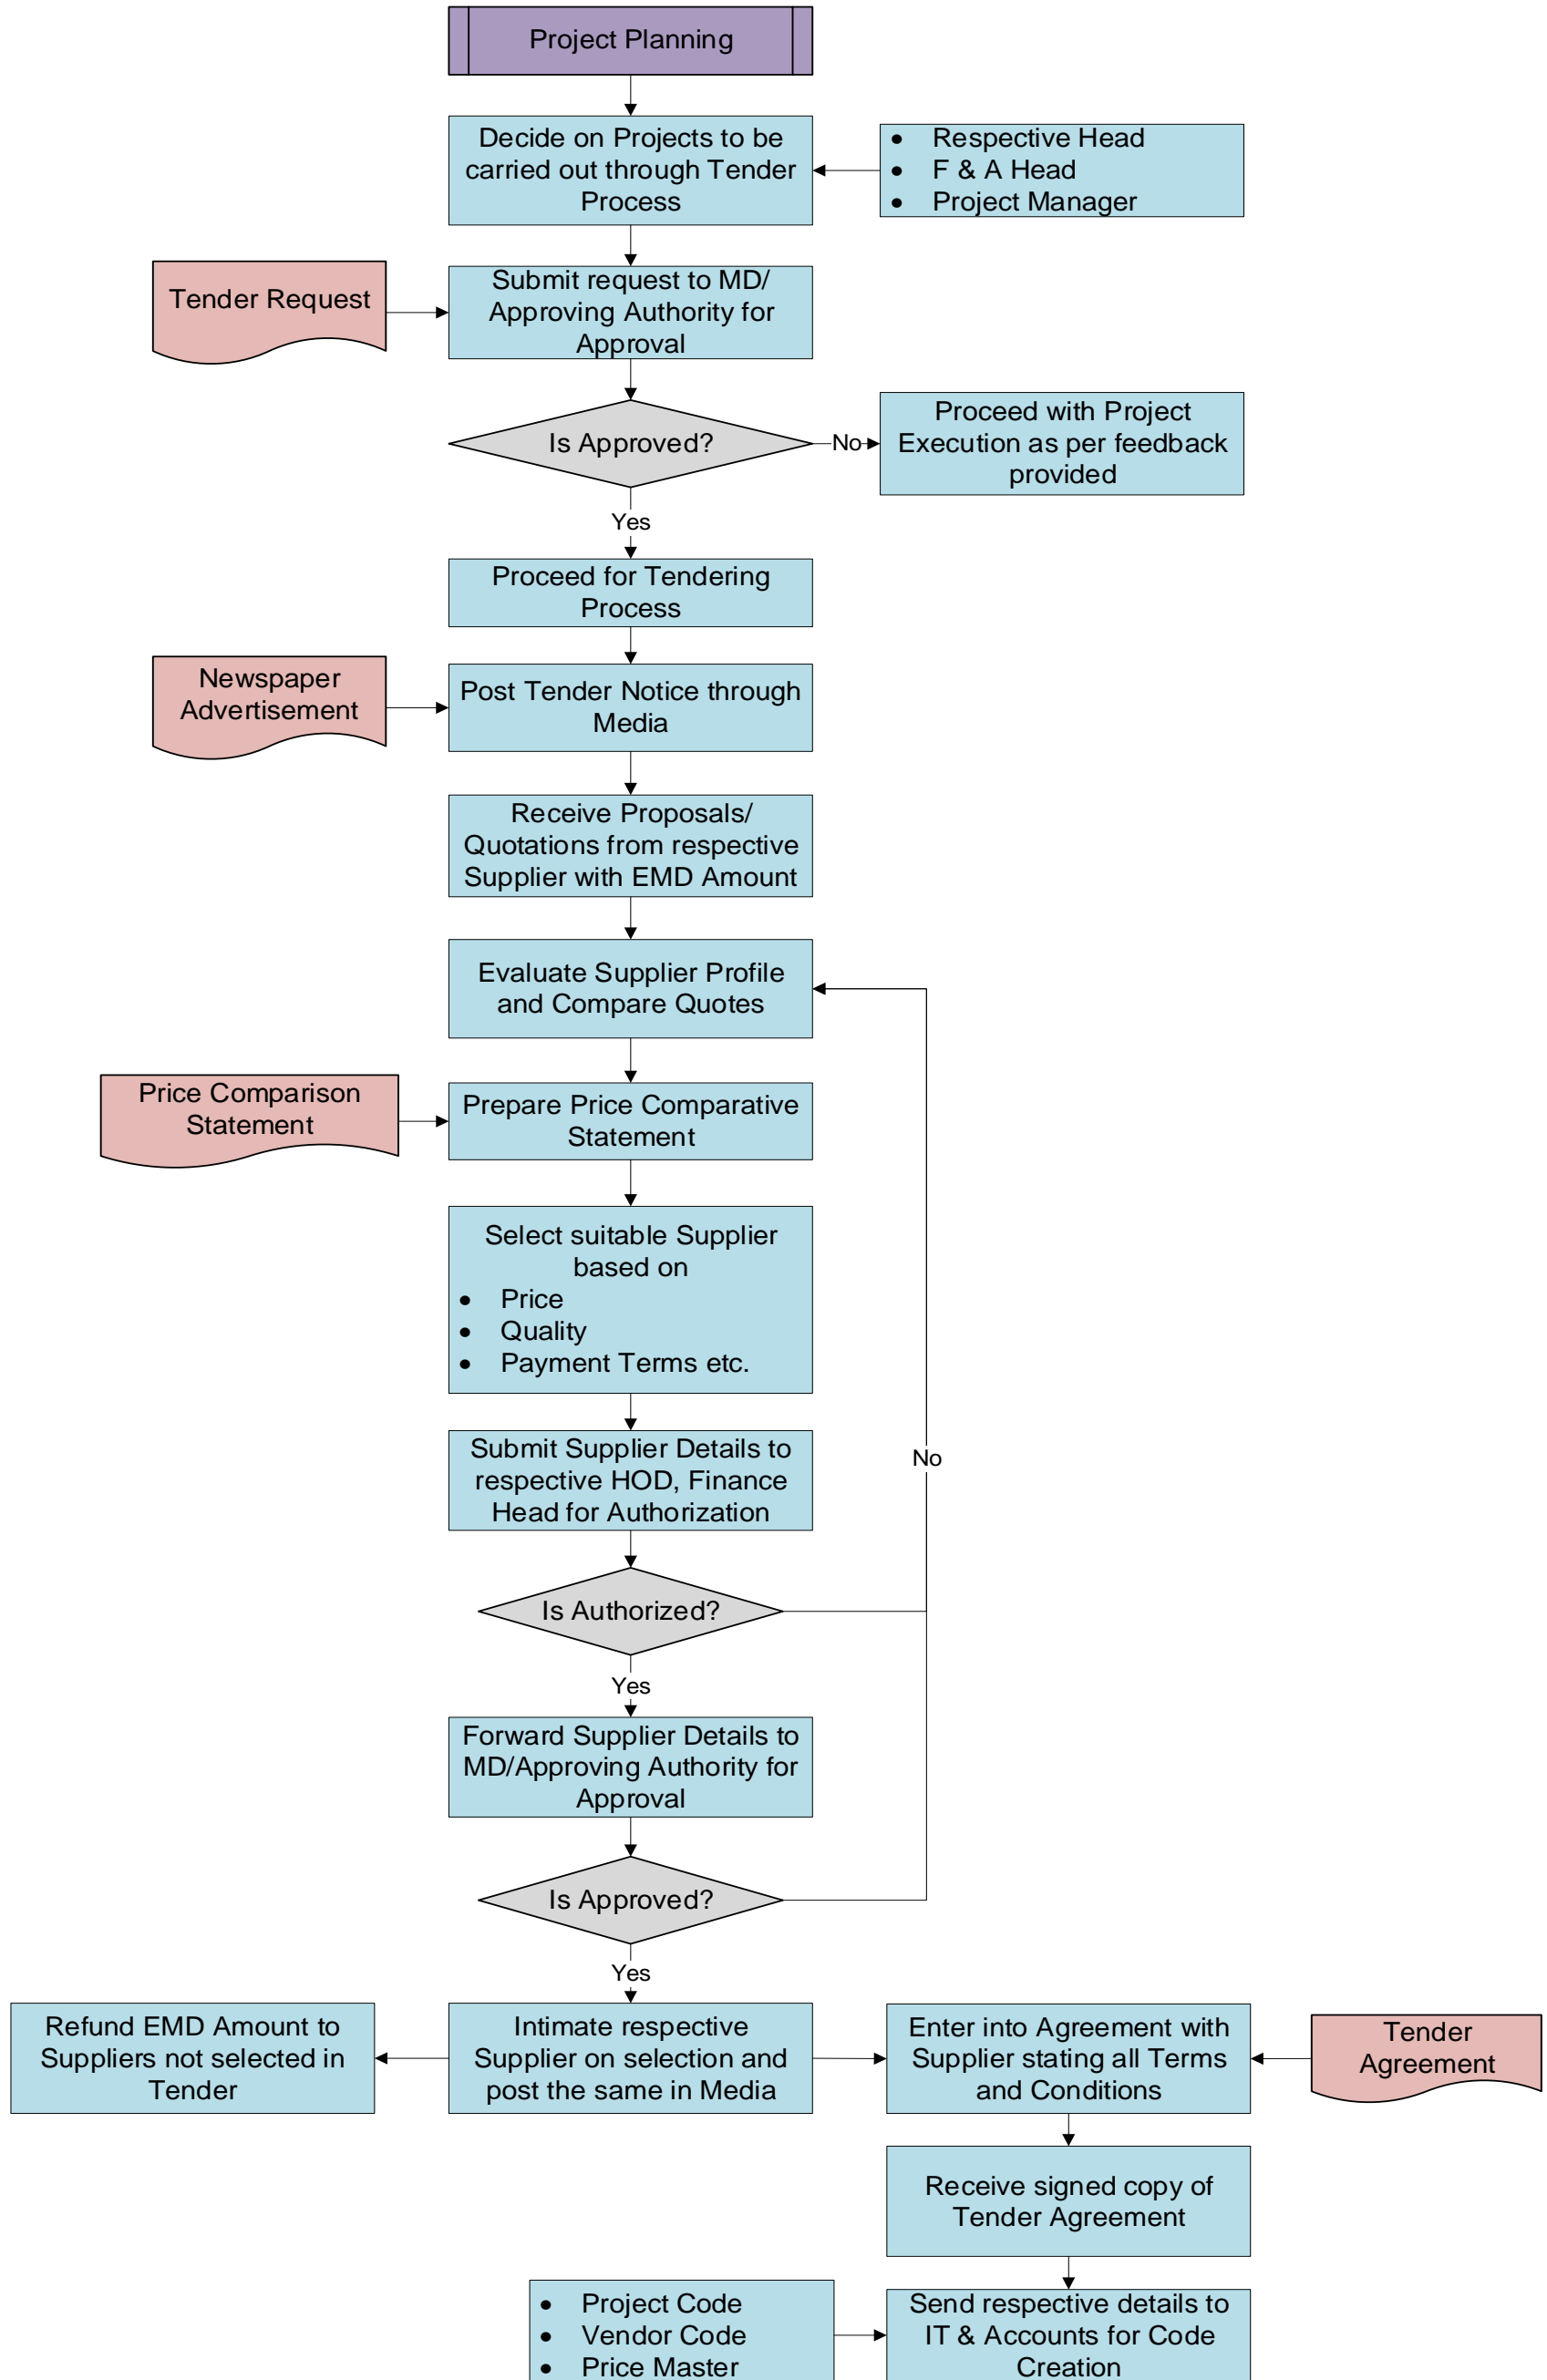 Project Planning
Decide on Projects to be
carried out through Tender
Process
• Respective Head
• F & A Head
• Project Manager
Tender Request
Submit request to MD/
Approving Authority for
Approval
Is Approved?
No
Proceed with Project
Execution as per feedback
provided
Yes
Proceed for Tendering
Process
Newspaper
Advertisement
Post Tender Notice through
Media
Receive Proposals/
Quotations from respective
Supplier with EMD Amount
Evaluate Supplier Profile
and Compare Quotes
Price Comparison
Statement
Prepare Price Comparative
Statement
Select suitable Supplier
based on
• Price
• Quality
• Payment Terms etc.
Submit Supplier Details to
respective HOD, Finance
Head for Authorization
No
Is Authorized?
Yes
Forward Supplier Details to
MD/Approving Authority for
Approval
Is Approved?
Yes
Refund EMD Amount to
Suppliers not selected in
Tender
Intimate respective
Supplier on selection and
post the same in Media
Enter into Agreement with
Supplier stating all Terms
and Conditions
Tender
Agreement
Receive signed copy of
Tender Agreement
• Project Code
• Vendor Code
• Price Master
Send respective details to
IT & Accounts for Code
Creation